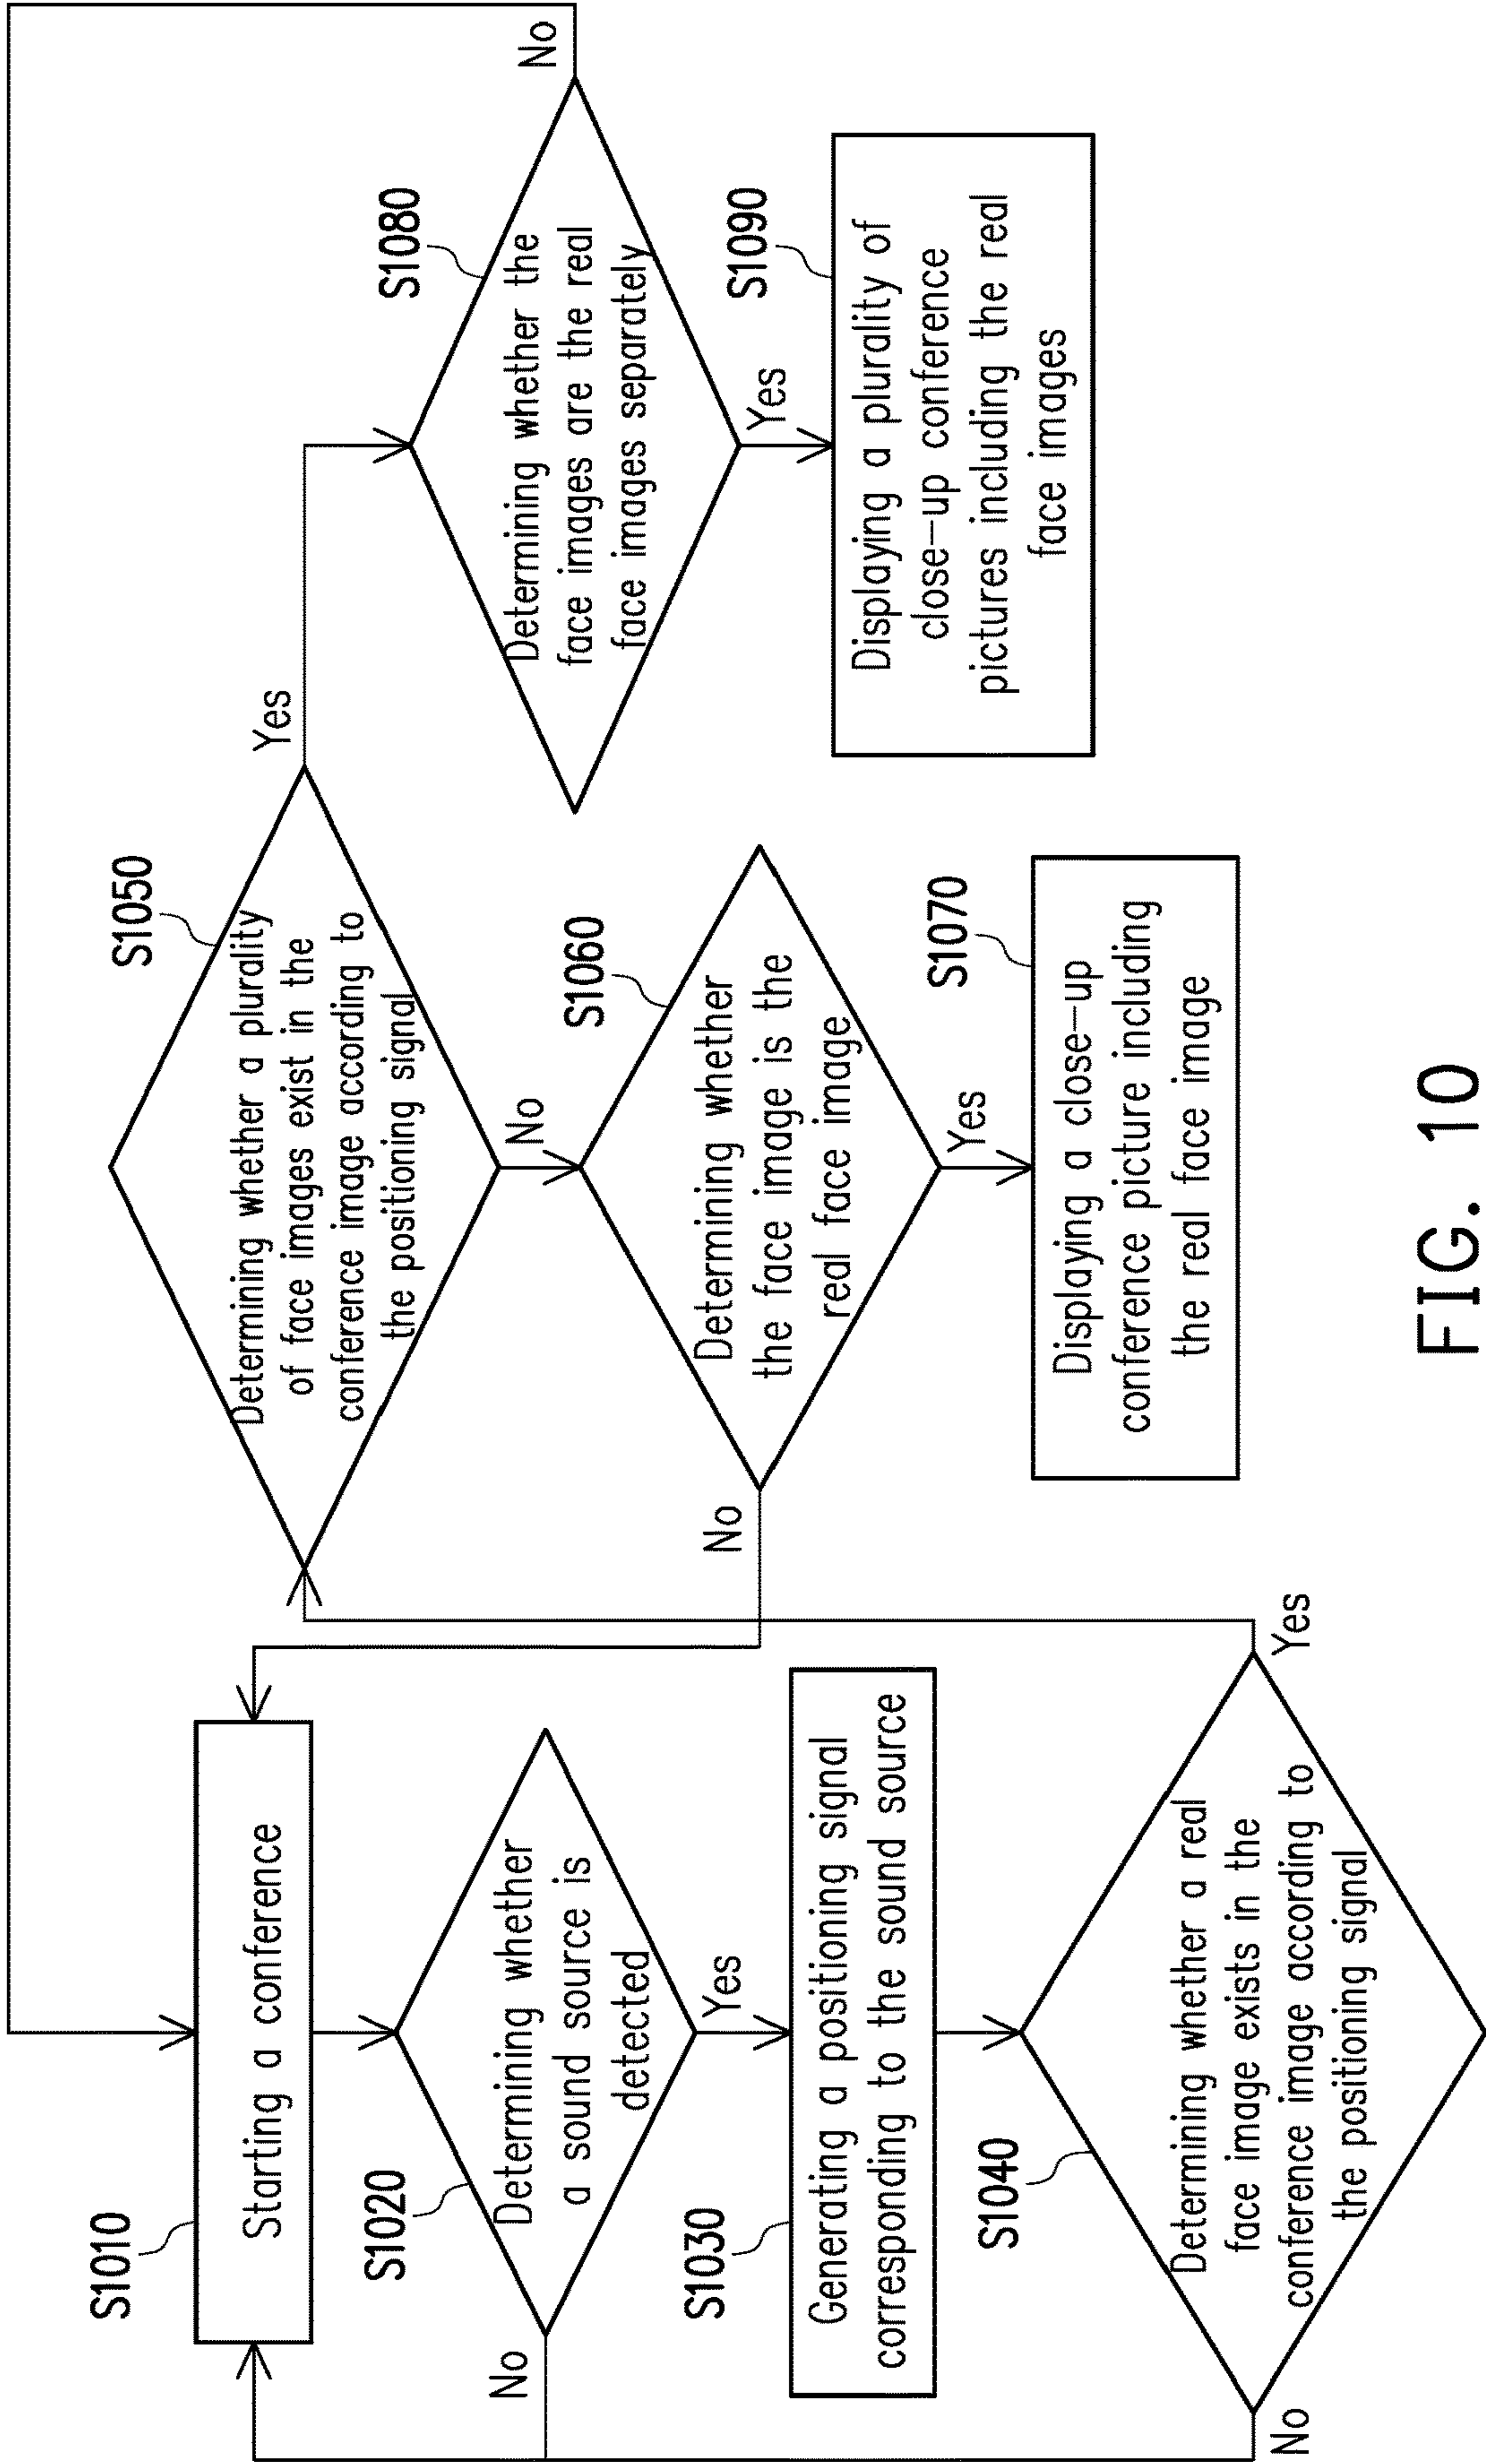 S1010
Starting a conference
S1020
Determining whether
a sound source is
detected
No
Yes
S1030
Generating a positioning signal
corresponding to the sound source
S1040
Determining whether a real
face image exists in the
conference image according to
the positioning signal
No
Yes
S1050
Determining whether a plurality
of face images exist in the
conference image according to
the positioning signal
Yes
No
S1060
Determining whether
the face image is the
real face image
No
Yes
S1070
Displaying a close-up
conference picture including
the real face image
S1080
Determining whether the
face images are the real
face images separately
No
Yes
S1090
Displaying a plurality of
close-up conference
pictures including the real
face images
FIG. 10